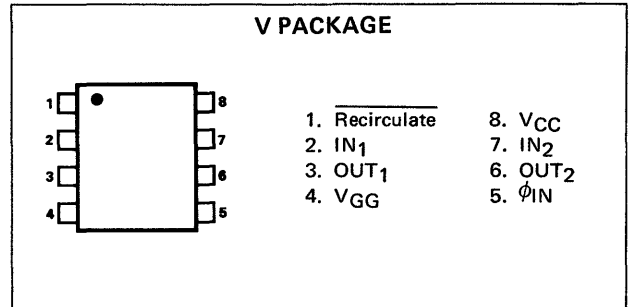 V PACKAGE
1 8
2 7
3 6
4 5
1. Recirculate 8. VCC
2. IN1 7. IN2
3. OUT1 6. OUT2
4. VGG 5. ϕIN